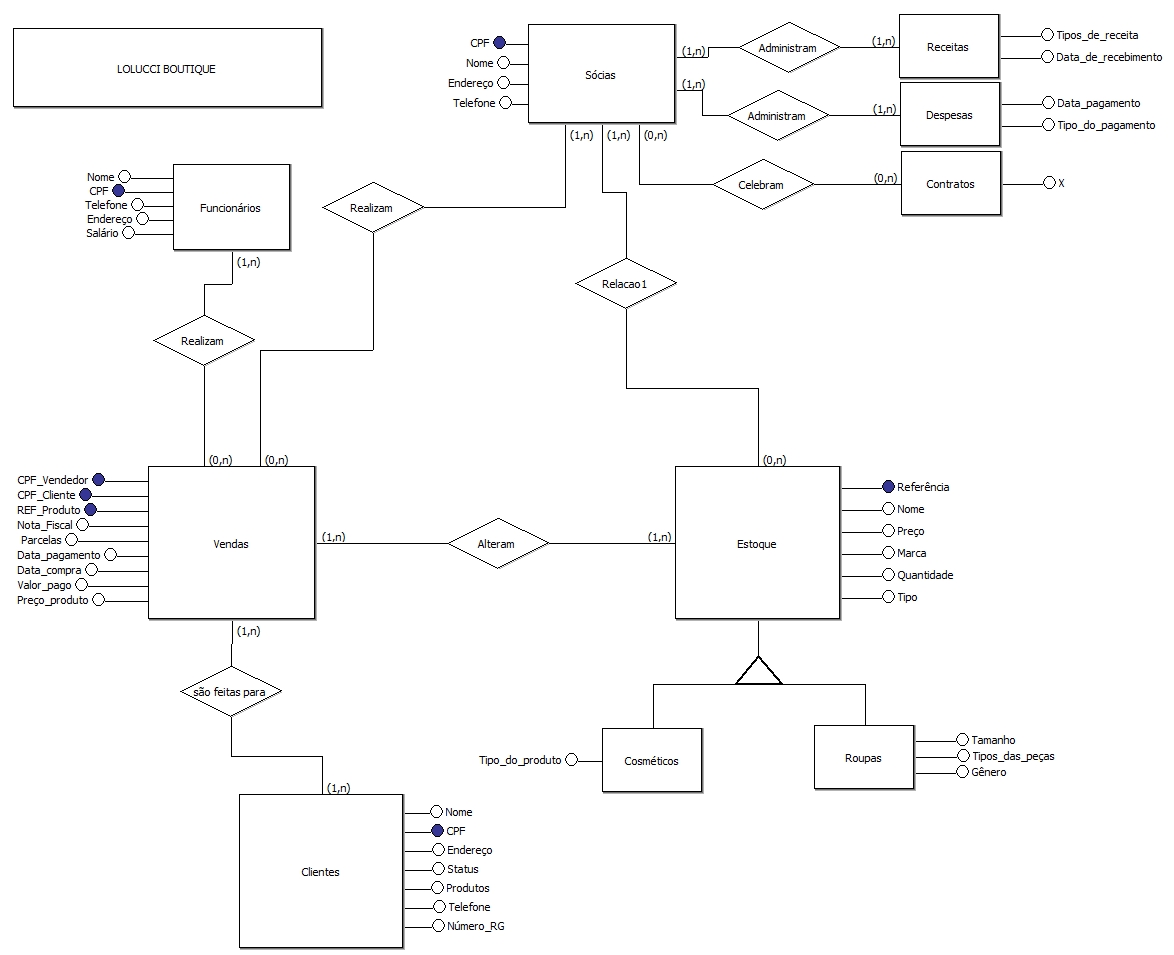 LOLUCCI BOUTIQUE
CPF
Nome
Endereço
Telefone
Sócias
(1,n)
Administram
(1,n)
Receitas
Tipos_de_receita
Data_de_recebimento
(1,n)
Administram
(1,n)
Despesas
Data_pagamento
Tipo_do_pagamento
(1,n)
(1,n)
(0,n)
Celebram
(0,n)
Contratos
X
Nome
CPF
Telefone
Endereço
Salário
Funcionários
(1,n)
Realizam
Relacao1
Realizam
(0,n)
(0,n)
(0,n)
CPF_Vendedor
CPF_Cliente
REF_Produto
Nota_Fiscal
Parcelas
Data_pagamento
Data_compra
Valor_pago
Preço_produto
Vendas
(1,n)
Alteram
(1,n)
Estoque
Referência
Nome
Preço
Marca
Quantidade
Tipo
(1,n)
são feitas para
(1,n)
Tipo_do_produto
Cosméticos
Roupas
Tamanho
Tipos_das_peças
Gênero
Clientes
Nome
CPF
Endereço
Status
Produtos
Telefone
Número_RG